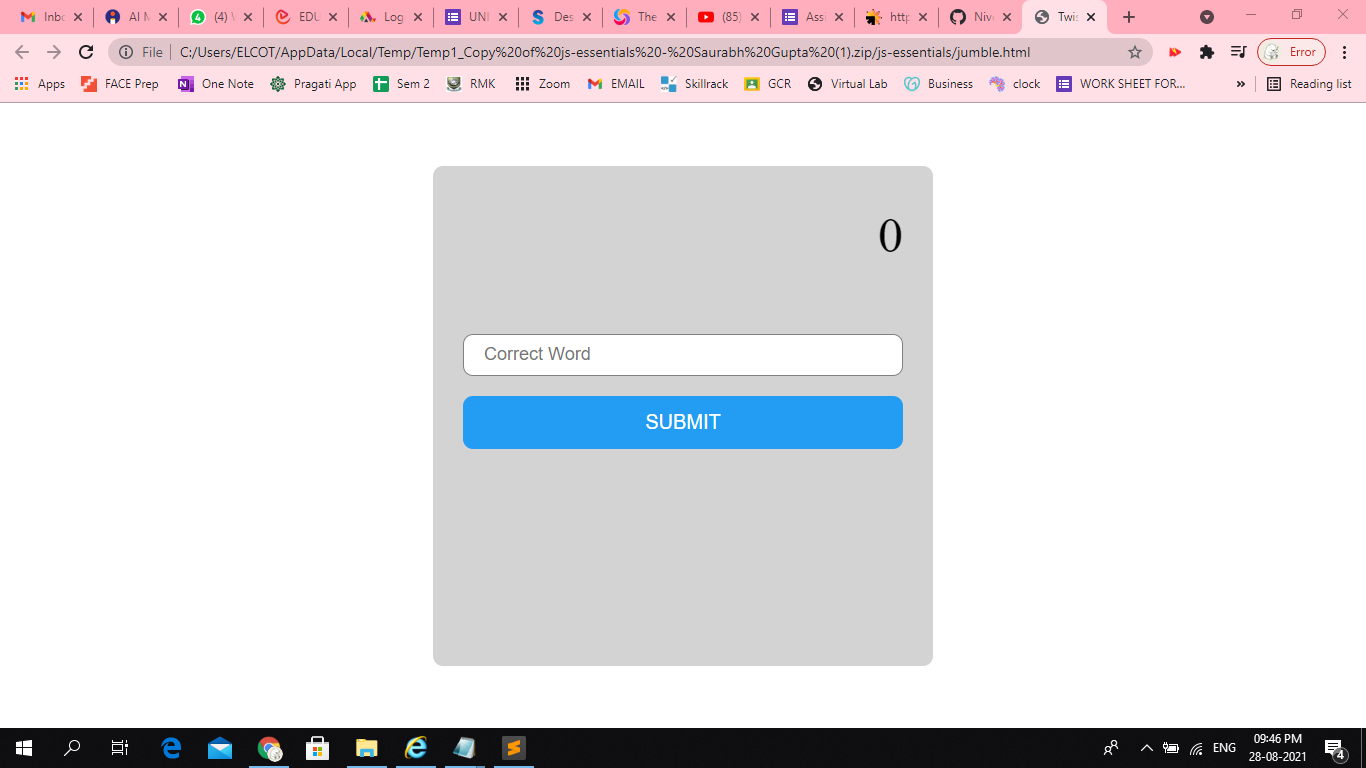 Inbo AI M (4) W EDU Log UNI Des The (85) Ass http Niv Twis
File C:/Users/ELCOT/AppData/Local/Temp/Temp1_Copy%20of%20js-essentials%20-%20Saurabh%20Gupta%20(1).zip/js-essentials/jumble.html Error
Apps FACE Prep One Note Pragati App Sem 2 RMK Zoom EMAIL Skillrack GCR Virtual Lab Business clock WORK SHEET FOR... » Reading list
0
Correct Word
SUBMIT
ENG 09:46 PM
28-08-2021 4